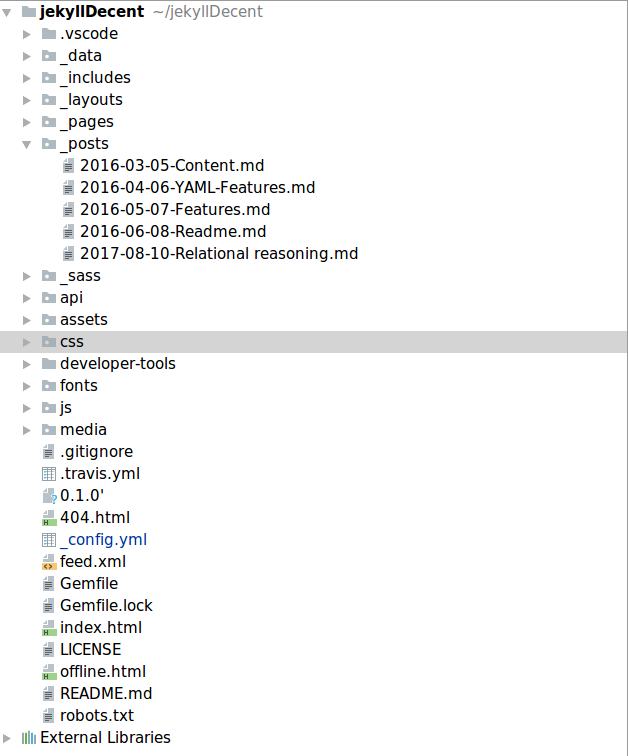 jekyllDecent ~/jekyllDecent
.vscode
_data
_includes
_layouts
_pages
_posts
2016-03-05-Content.md
2016-04-06-YAML-Features.md
2016-05-07-Features.md
2016-06-08-Readme.md
2017-08-10-Relational reasoning.md
_sass
api
assets
css
developer-tools
fonts
js
media
.gitignore
.travis.yml
0.1.0'
404.html
_config.yml
feed.xml
Gemfile
Gemfile.lock
index.html
LICENSE
offline.html
README.md
robots.txt
External Libraries